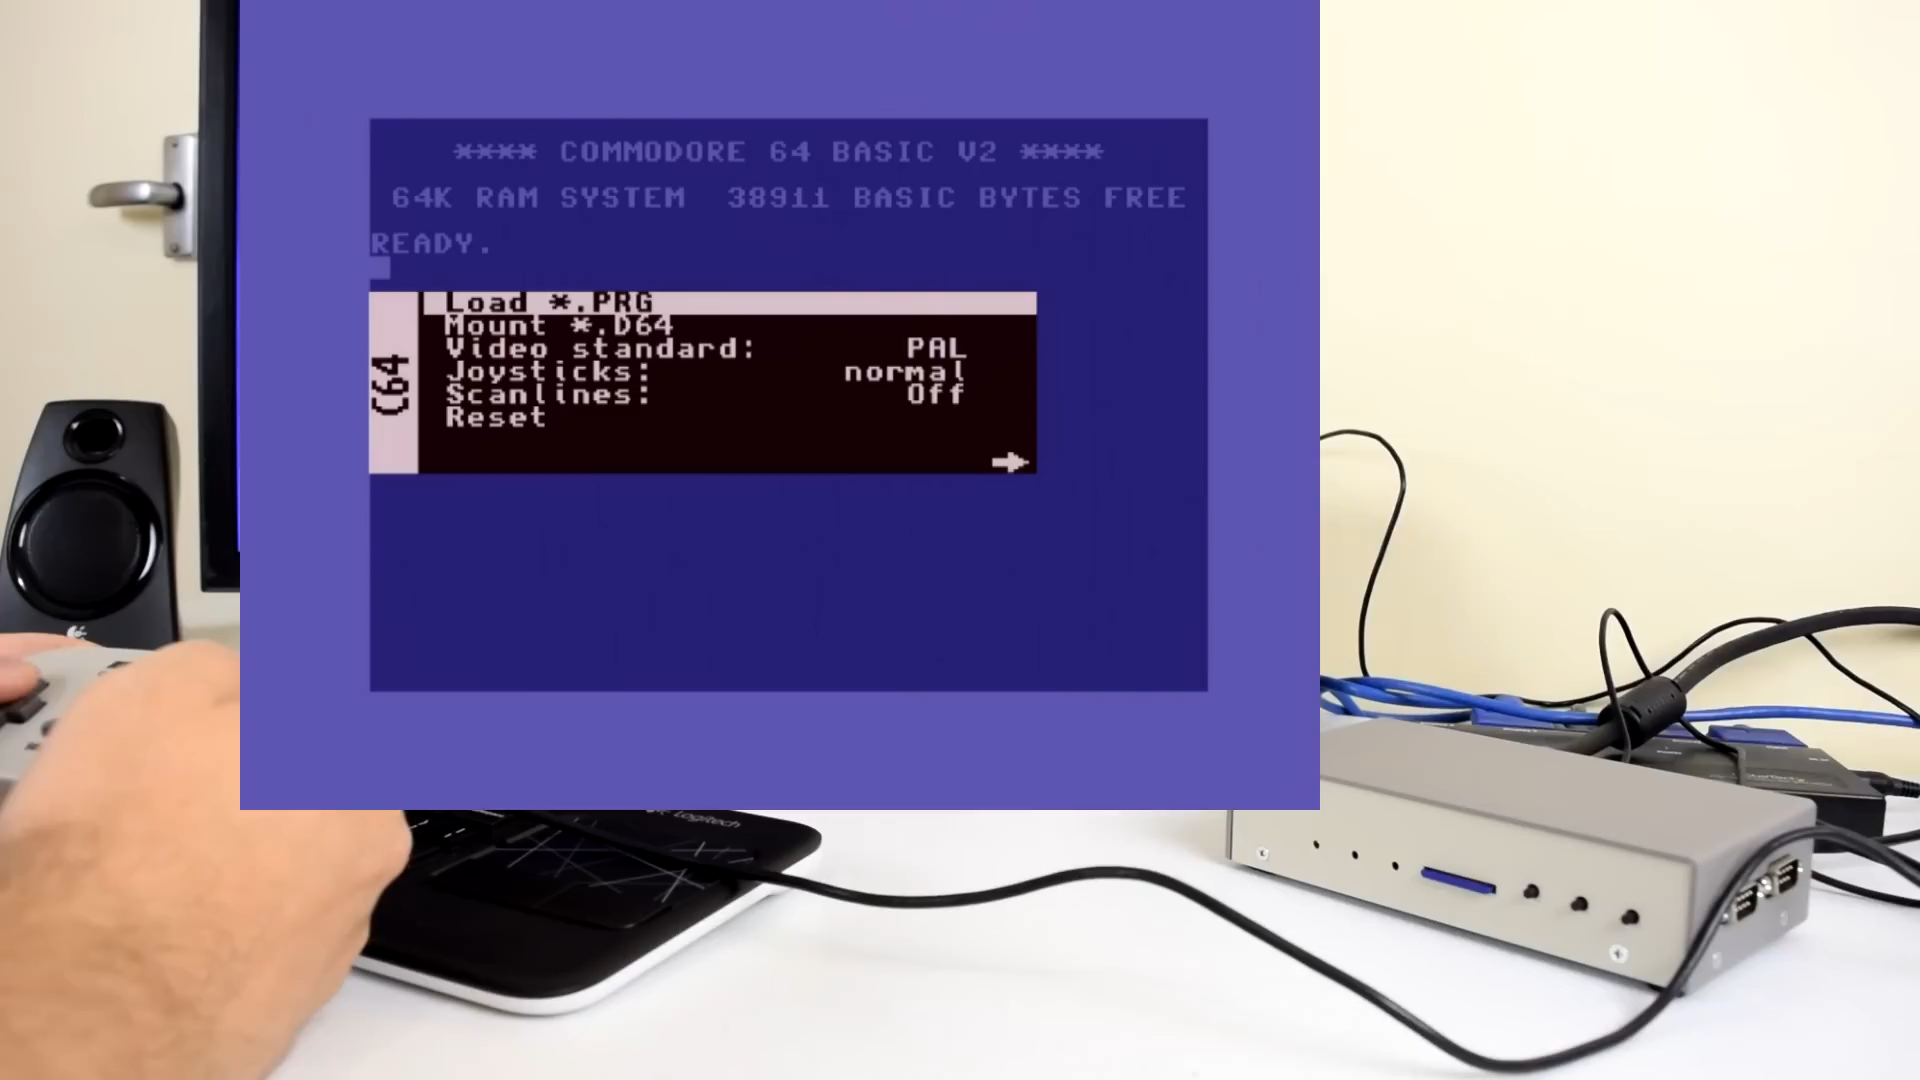 **** COMMODORE 64 BASIC V2 ****
64K RAM SYSTEM 38911 BASIC BYTES FREE
READY.
C64
Load *.PRG
Mount *.D64
Video standard: PAL
Joysticks: normal
Scanlines: Off
Reset
Logitech